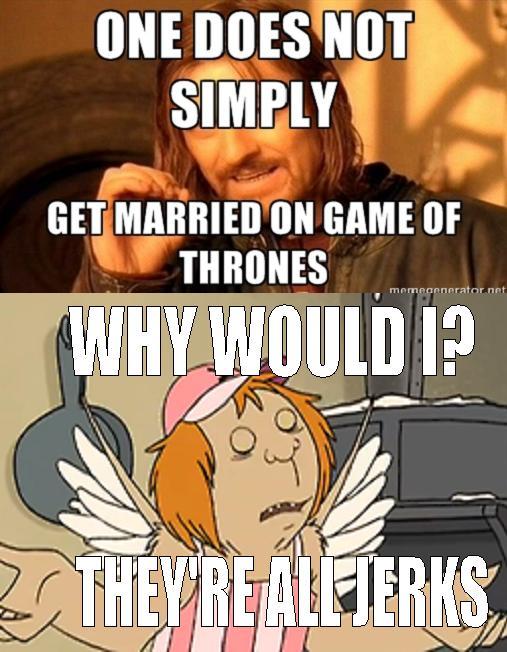 ONE DOES NOT
SIMPLY
GET MARRIED ON GAME OF
THRONES
memegenerator.net
WHY WOULD I?
THEY'RE ALL JERKS